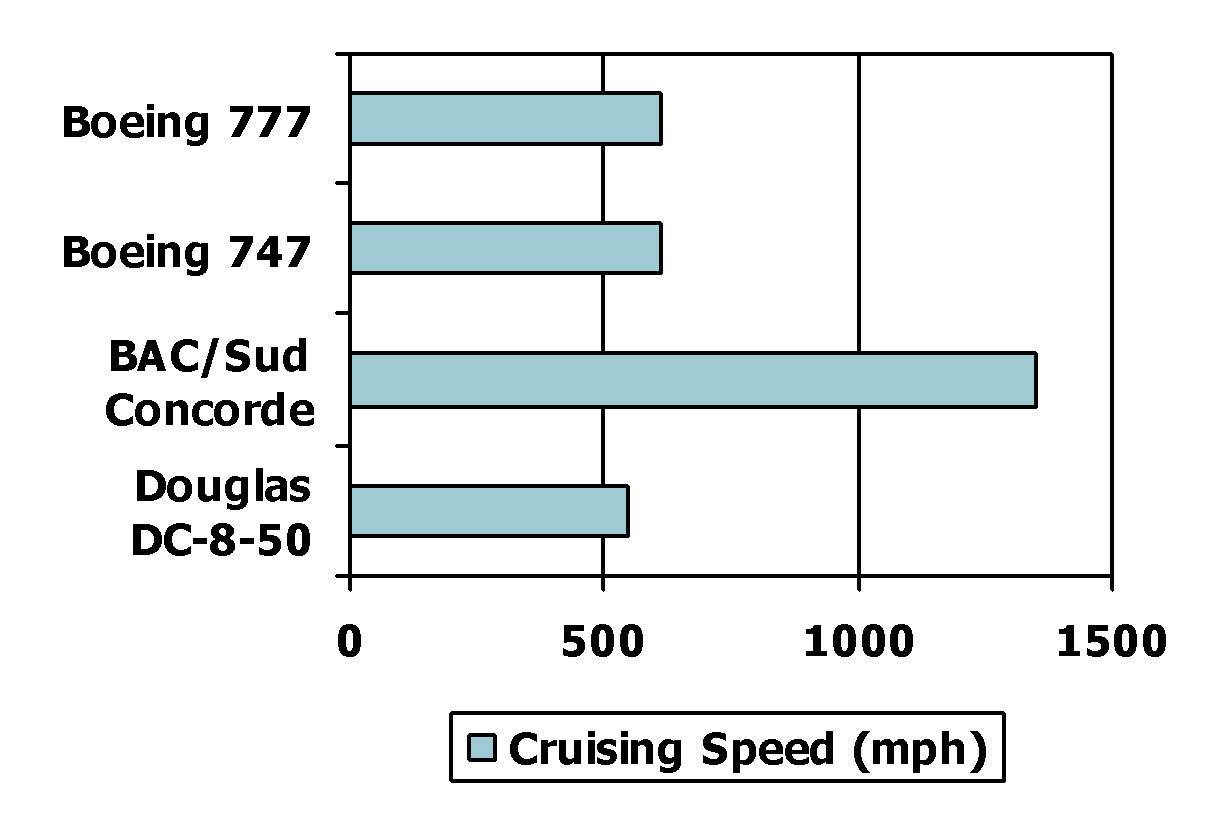 Boeing 777
Boeing 747
BAC/Sud
Concorde
Douglas
DC-8-50
0 500 1000 1500
Cruising Speed (mph)